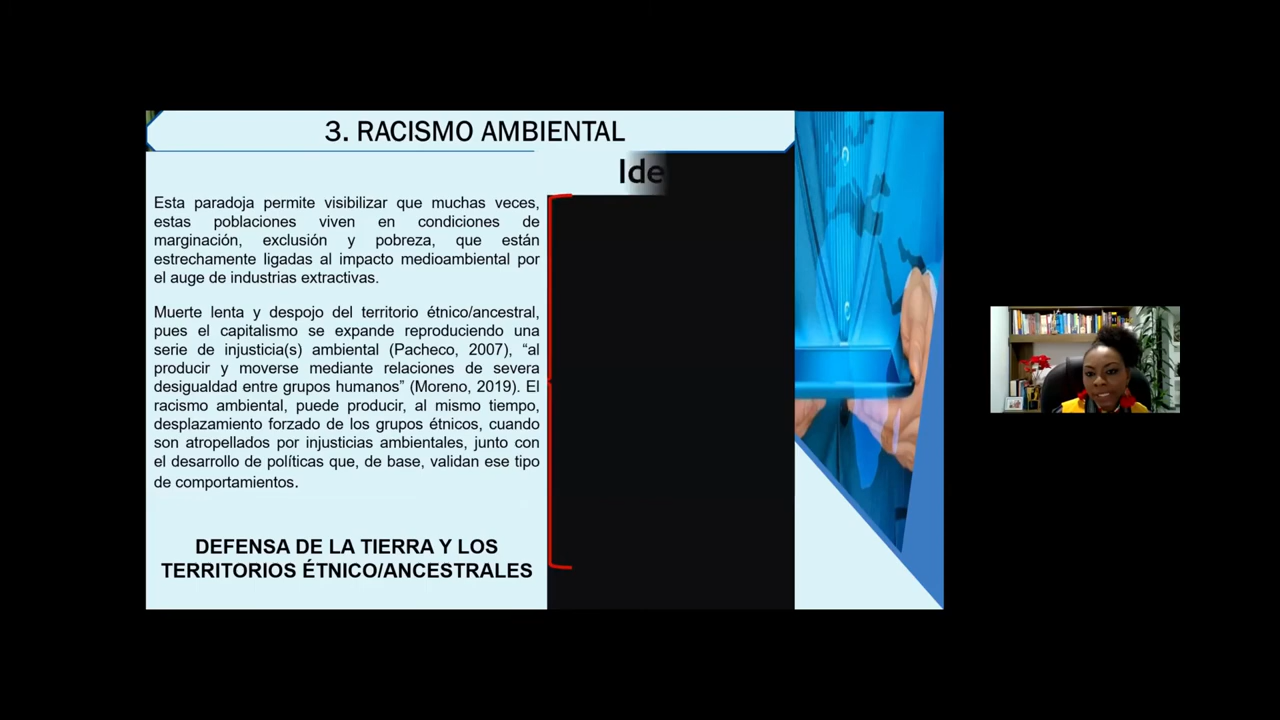 3. RACISMO AMBIENTAL
Ide
Esta paradoja permite visibilizar que muchas veces,
estas poblaciones viven en condiciones de
marginación, exclusión y pobreza, que están
estrechamente ligadas al impacto medioambiental por
el auge de industrias extractivas.
Muerte lenta y despojo del territorio étnico/ancestral,
pues el capitalismo se expande reproduciendo una
serie de injusticia(s) ambiental (Pacheco, 2007), “al
producir y moverse mediante relaciones de severa
desigualdad entre grupos humanos” (Moreno, 2019). El
racismo ambiental, puede producir, al mismo tiempo,
desplazamiento forzado de los grupos étnicos, cuando
son atropellados por injusticias ambientales, junto con
el desarrollo de políticas que, de base, validan ese tipo
de comportamientos.
DEFENSA DE LA TIERRA Y LOS
TERRITORIOS ÉTNICO/ANCESTRALES